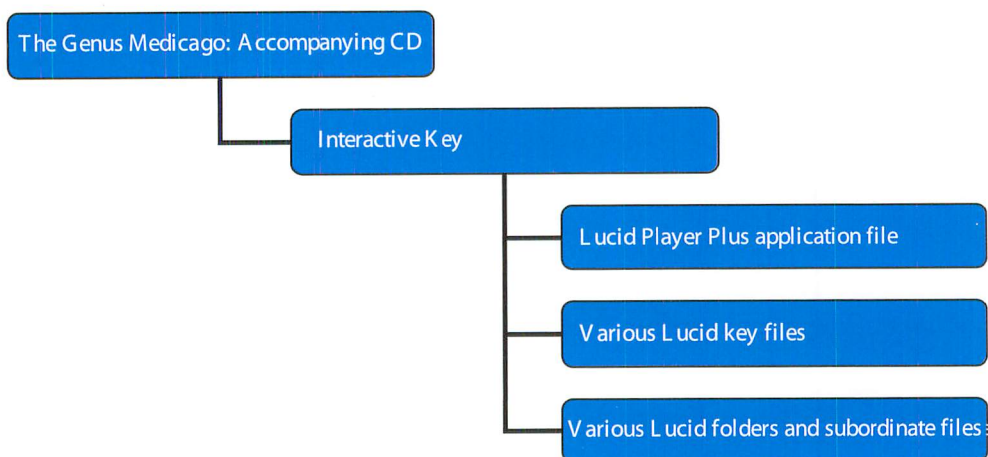 The Genus Medicago: Accompanying CD
Interactive Key
Lucid Player Plus application file
Various Lucid key files
Various Lucid folders and subordinate files